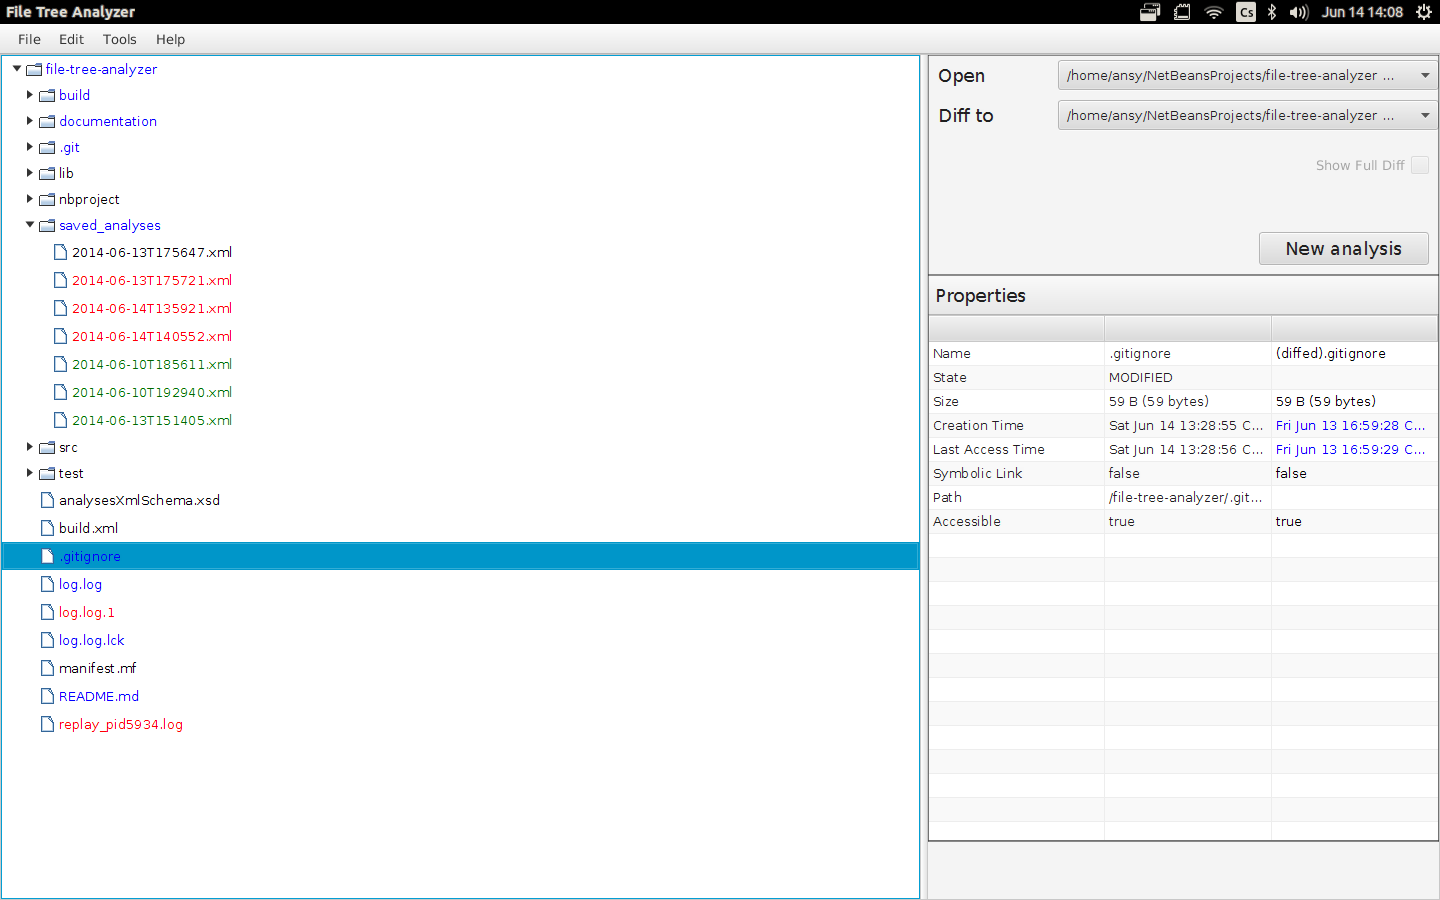 File Tree Analyzer
Cs
Jun 14 14:08
File Edit Tools Help
file-tree-analyzer
build
documentation
.git
lib
nbproject
saved_analyses
2014-06-13T175647.xml
2014-06-13T175721.xml
2014-06-14T135921.xml
2014-06-14T140552.xml
2014-06-10T185611.xml
2014-06-10T192940.xml
2014-06-13T151405.xml
src
test
analysesXmlSchema.xsd
build.xml
.gitignore
log.log
log.log.1
log.log.lck
manifest.mf
README.md
replay_pid5934.log
Open /home/ansy/NetBeansProjects/file-tree-analyzer ...
Diff to /home/ansy/NetBeansProjects/file-tree-analyzer ...
Show Full Diff
New analysis
Properties
Name .gitignore (diffed).gitignore
State MODIFIED
Size 59 B (59 bytes) 59 B (59 bytes)
Creation Time Sat Jun 14 13:28:55 C... Fri Jun 13 16:59:28 C...
Last Access Time Sat Jun 14 13:28:56 C... Fri Jun 13 16:59:29 C...
Symbolic Link false false
Path /file-tree-analyzer/.git...
Accessible true true